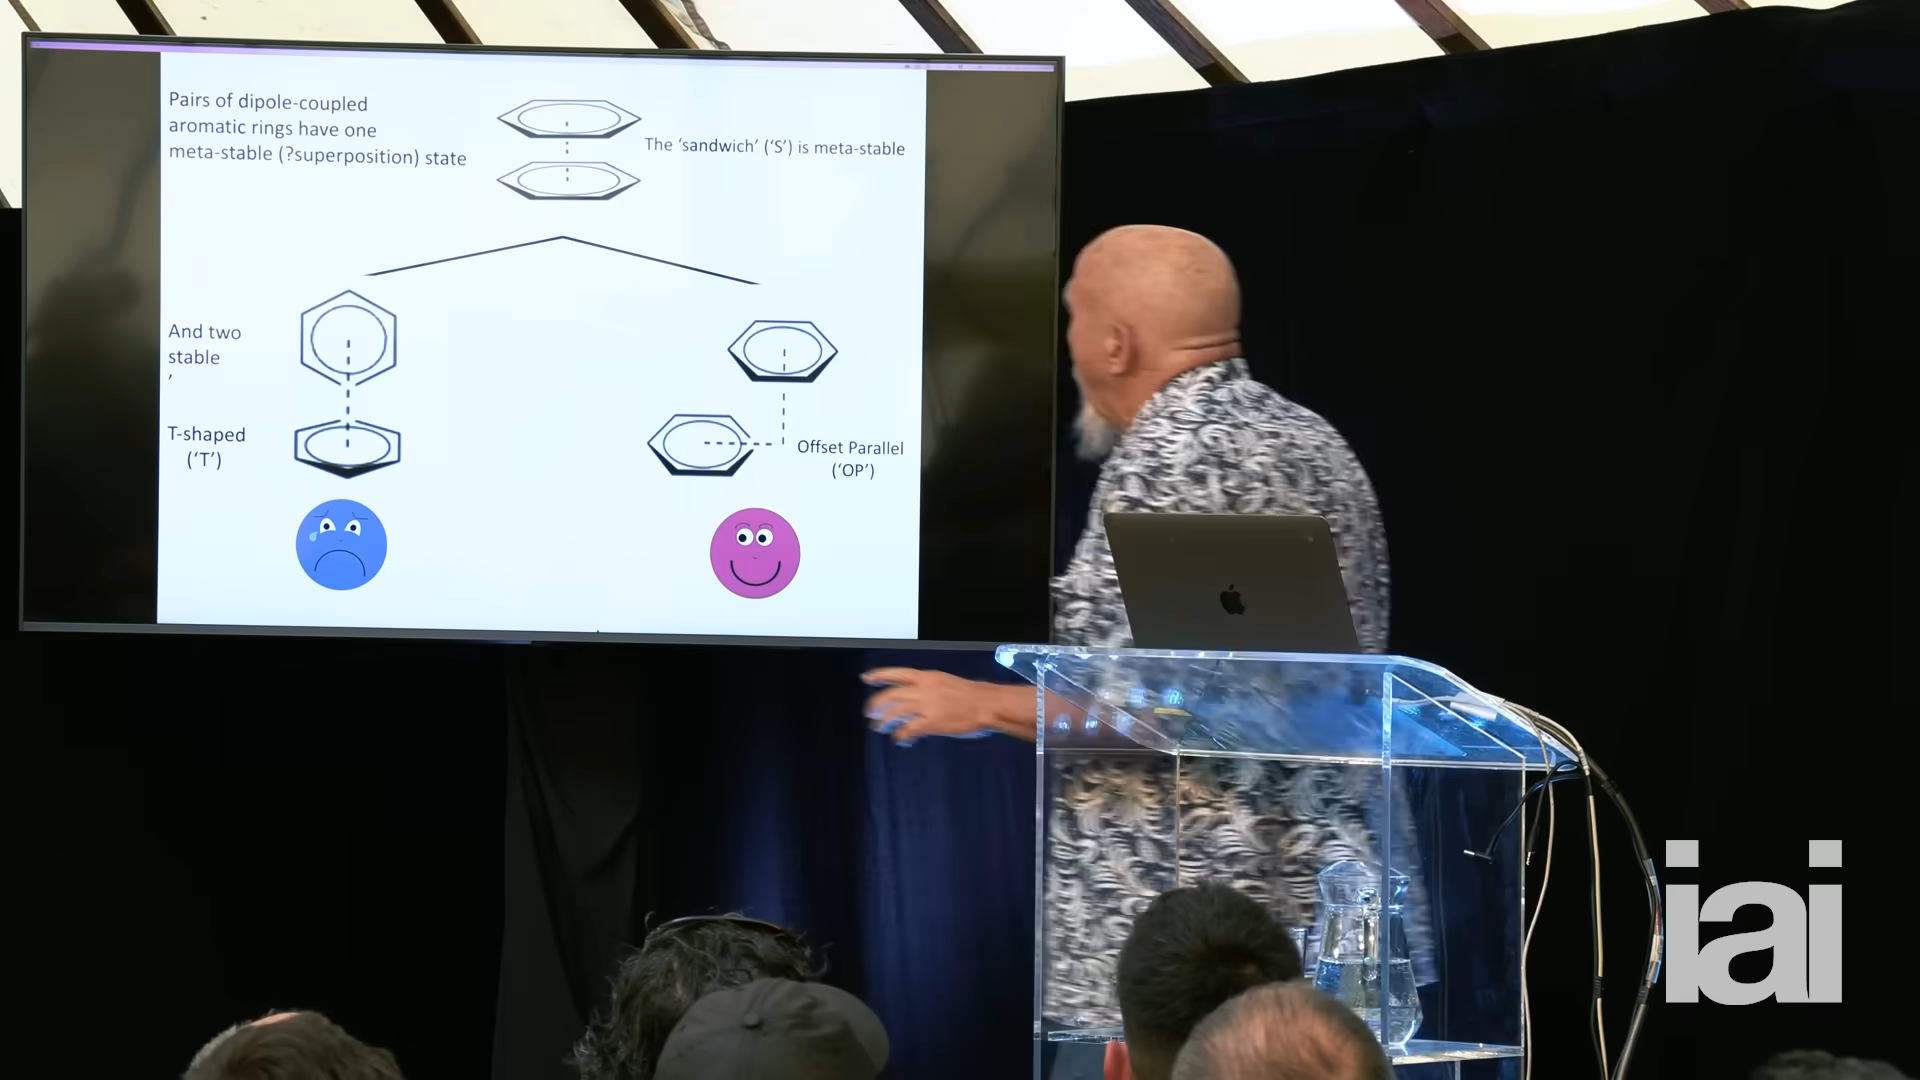 Pairs of dipole-coupled
aromatic rings have one
meta-stable (?superposition) state
The ‘sandwich’ (‘S’) is meta-stable
And two
stable
’
T-shaped
(‘T’)
Offset Parallel
(‘OP’)
iai